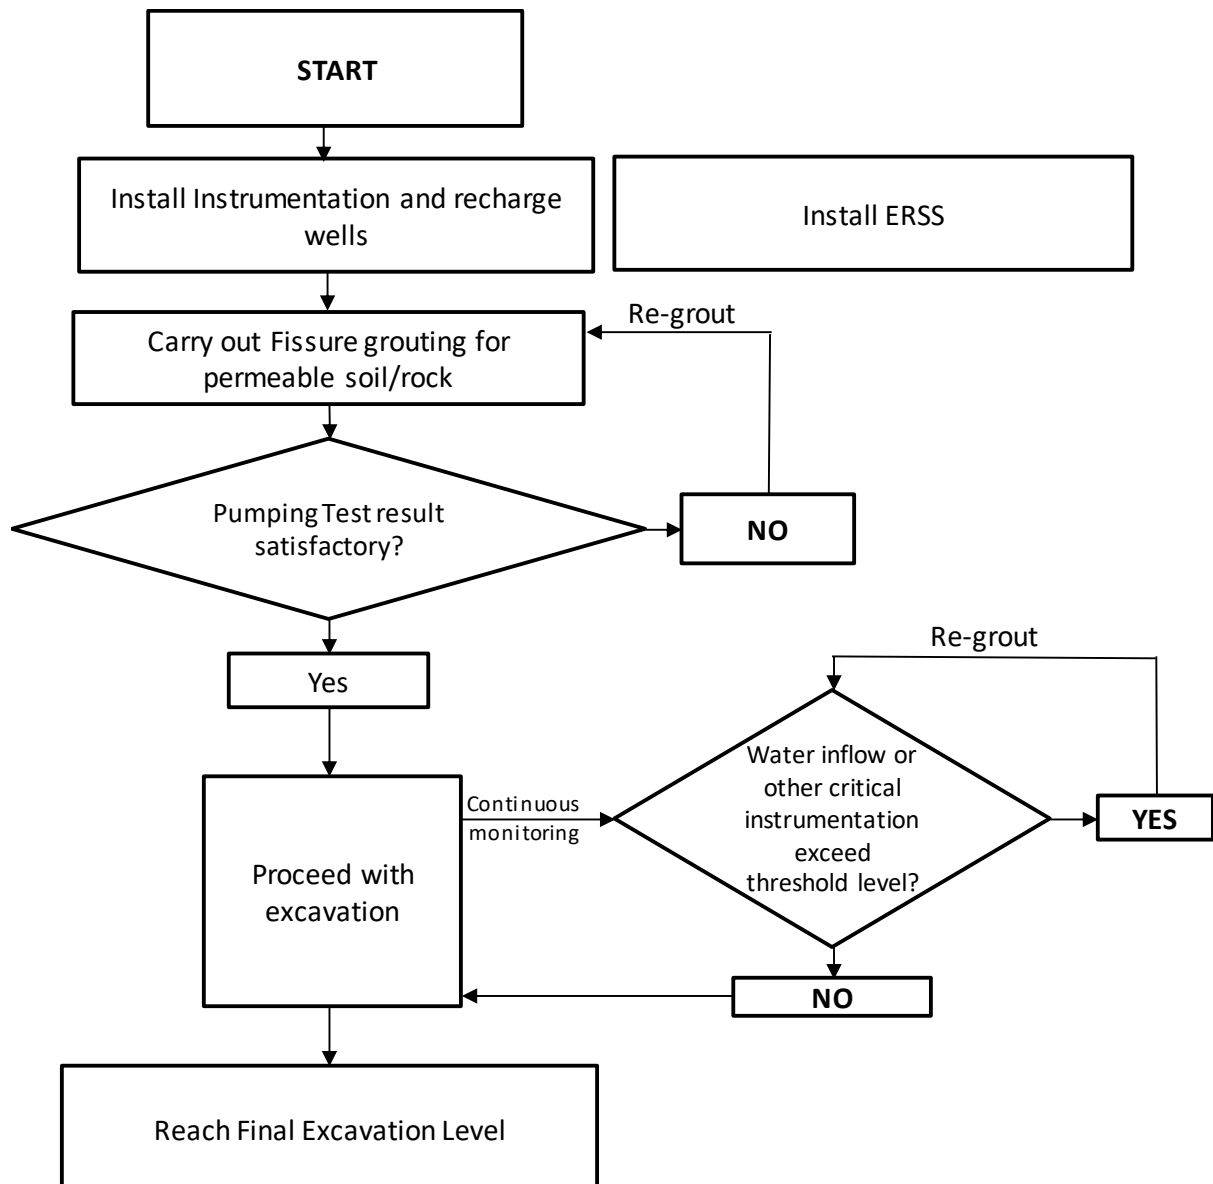 START
Install Instrumentation and recharge
wells
Install ERSS
Re-grout
Carry out Fissure grouting for
permeable soil/rock
Pumping Test result
satisfactory?
NO
Yes
Re-grout
Water inflow or
other critical
instrumentation
exceed
threshold level?
Continuous
monitoring
YES
Proceed with
excavation
NO
Reach Final Excavation Level